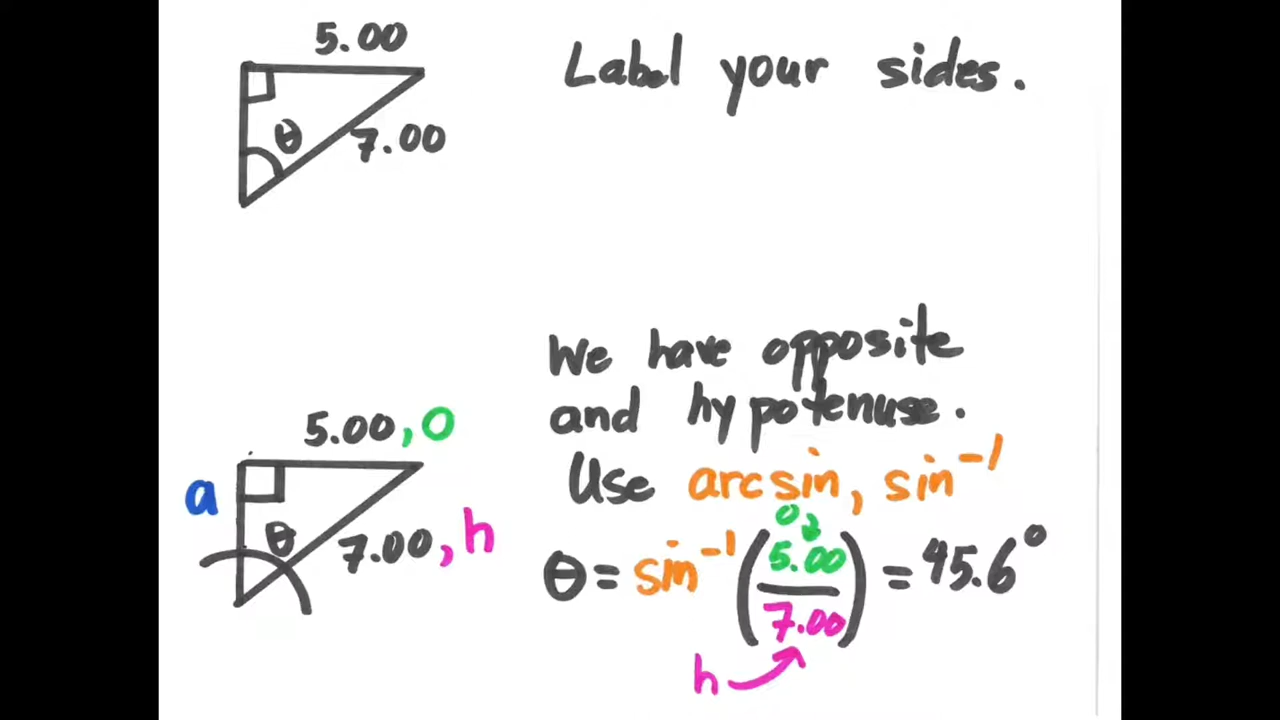 5.00
Label your sides.
θ
7.00
We have opposite
and hypotenuse.
5.00, o
Use arcsin, sin⁻¹
a
θ
7.00, h
o
θ = sin⁻¹ (5.00/7.00) = 45.6°
h